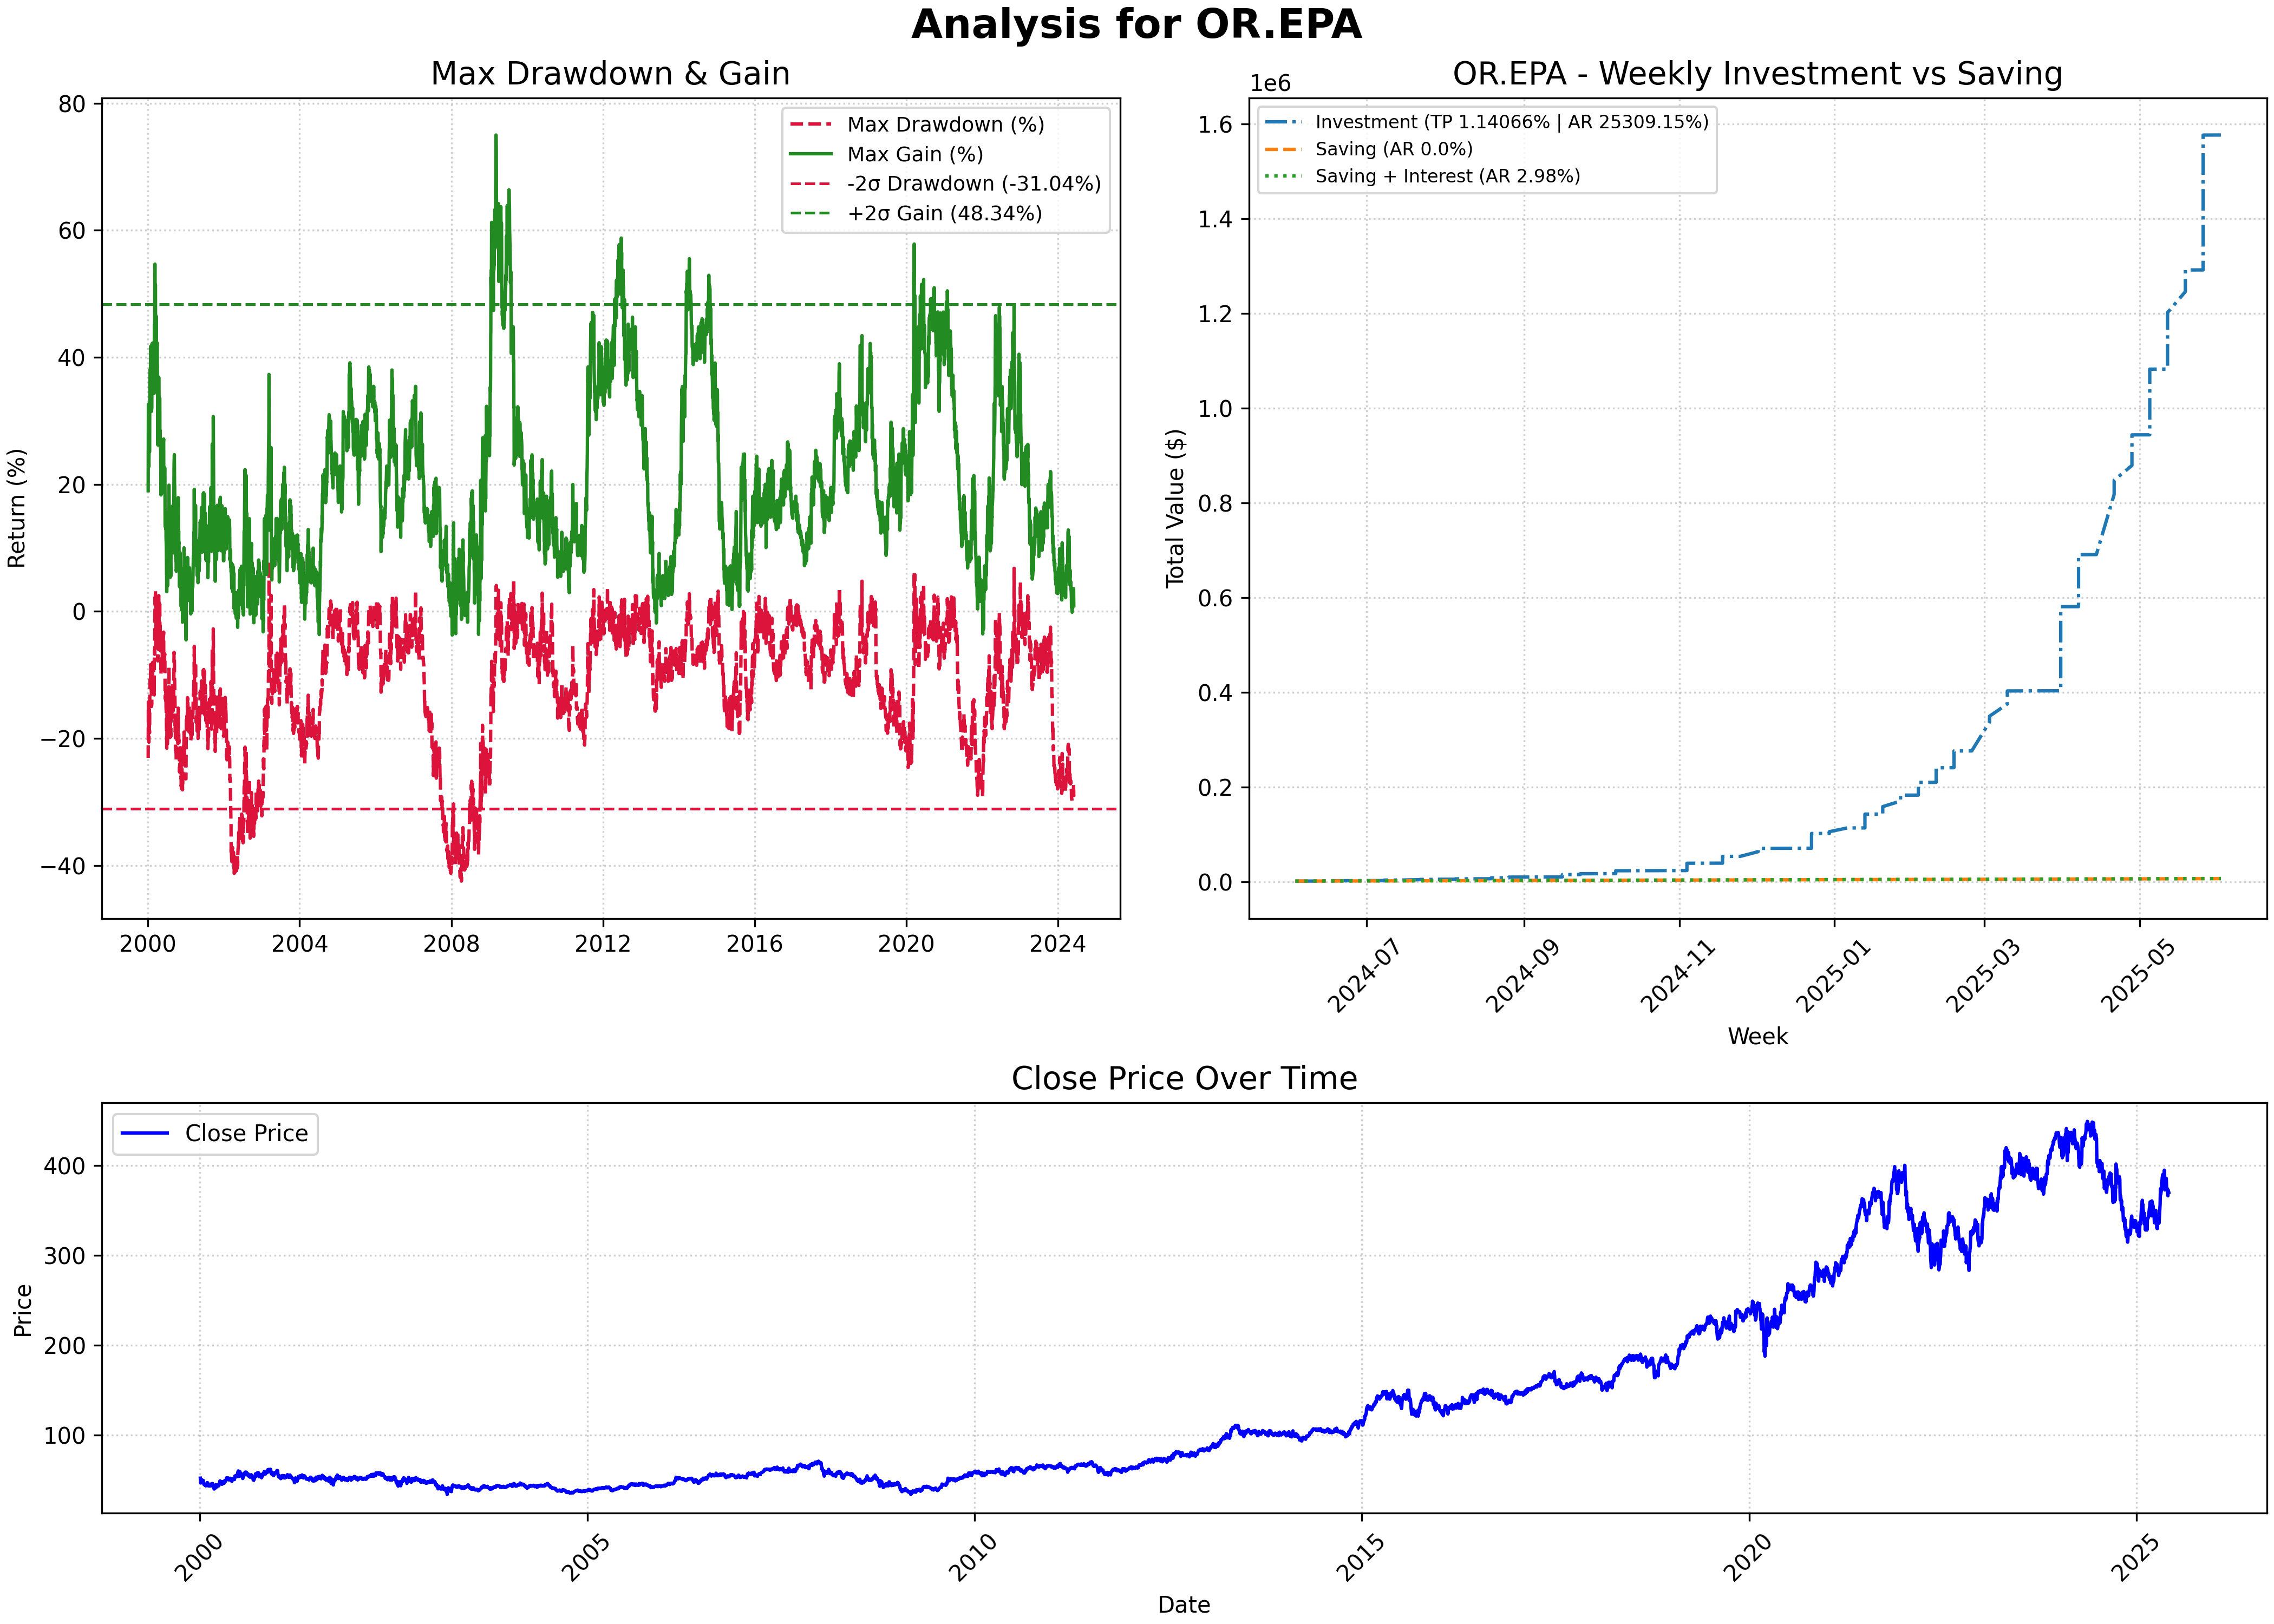 Analysis for OR.EPA
Max Drawdown & Gain
80
60
40
20
0
−20
−40
Return (%)
2000
2004
2008
2012
2016
2020
2024
Max Drawdown (%)
Max Gain (%)
-2σ Drawdown (-31.04%)
+2σ Gain (48.34%)
OR.EPA - Weekly Investment vs Saving
1e6
1.6
1.4
1.2
1.0
0.8
0.6
0.4
0.2
0.0
Total Value ($)
Investment (TP 1.14066% | AR 25309.15%)
Saving (AR 0.0%)
Saving + Interest (AR 2.98%)
2024-07
2024-09
2024-11
2025-01
2025-03
2025-05
Week
Close Price Over Time
Close Price
400
300
200
100
Price
2000
2005
2010
2015
2020
2025
Date